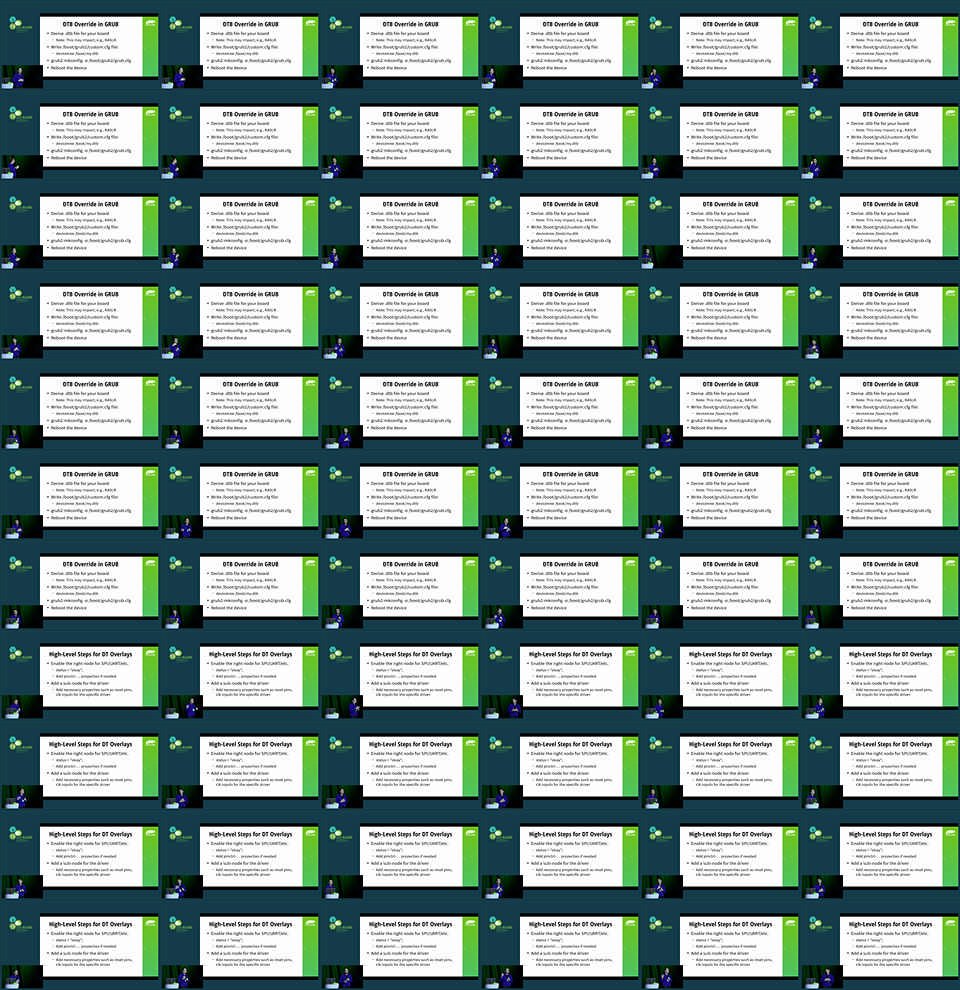 DTB Override in GRUB
Derive .dtb file for your board
Note: This may impact, e.g., KASLR
Write /boot/grub2/custom.cfg file:
devicetree /boot/my.dtb
grub2-mkconfig -o /boot/grub2/grub.cfg
Reboot the device
High-Level Steps for DT Overlays
Enable the right node for SPI/UART/etc.
status = "okay";
Add pinctrl-... properties if needed
Add a sub-node for the driver
Add necessary properties such as reset pins,
clk inputs for the specific driver